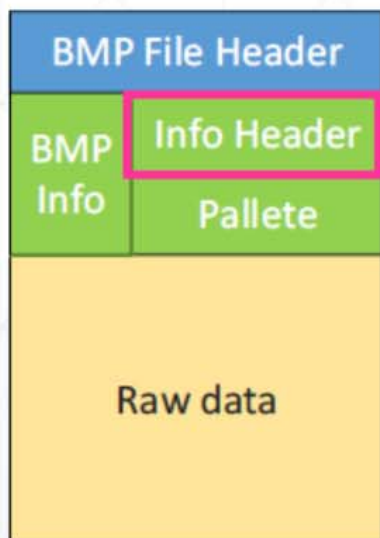 BMP File Header
BMP
Info
Info Header
Pallete
Raw data